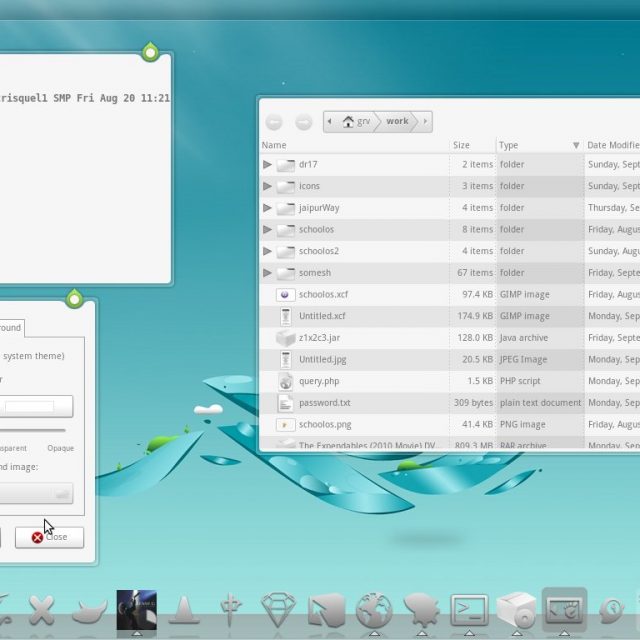 risquel1 SMP Fri Aug 20 11:21
grv work
Name Size Type Date Modifie
dr17 2 items folder Sunday, Sept
icons 3 items folder Sunday, Sept
jaipurWay 4 items folder Thursday, Se
schoolos 8 items folder Friday, Augus
schoolos2 4 items folder Sunday, Augu
somesh 67 items folder Friday, Septe
schoolos.xcf 97.4 KB GIMP image Friday, Augus
Untitled.xcf 174.9 KB GIMP image Monday, Sep
z1x2c3.jar 128.0 KB Java archive Friday, Septe
Untitled.jpg 20.5 KB JPEG Image Monday, Sep
query.php 1.5 KB PHP script Monday, Sep
password.txt 309 bytes plain text document Monday, Sep
schoolos.png 41.4 KB PNG image Friday, Augus
The Expendables (2010 Movie) DV... 809.3 MB RAR archive Monday, Sep
round
system theme)
r
sparent Opaque
nd image:
Close